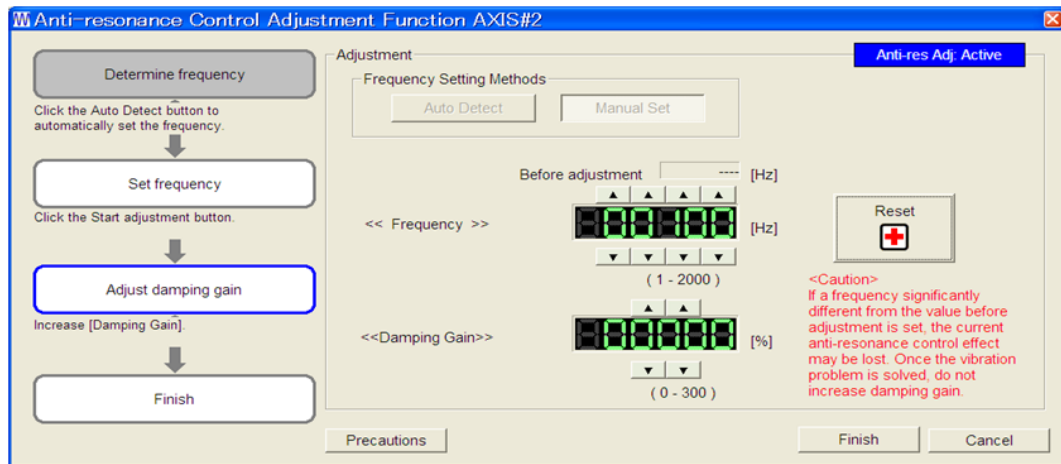 Anti-resonance Control Adjustment Function AXIS#2
Determine frequency
Click the Auto Detect button to
automatically set the frequency.
Set frequency
Click the Start adjustment button.
Adjust damping gain
Increase [Damping Gain].
Finish
Adjustment
Anti-res Adj: Active
Frequency Setting Methods
Auto Detect
Manual Set
Before adjustment ---- [Hz]
<< Frequency >> 00100 [Hz]
( 1 - 2000 )
<<Damping Gain>> 00000 [%]
( 0 - 300 )
Reset
<Caution>
If a frequency significantly
different from the value before
adjustment is set, the current
anti-resonance control effect
may be lost. Once the vibration
problem is solved, do not
increase damping gain.
Precautions
Finish
Cancel